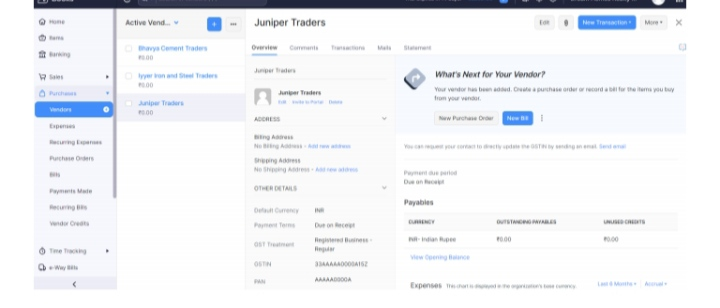 Home
Items
Banking
Sales
Purchases
Vendors
Expenses
Recurring Expenses
Purchase Orders
Bills
Payments Made
Recurring Bills
Vendor Credits
Time Tracking
e-Way Bills
Active Vend...
Bhavya Cement Traders
₹0.00
Iyyer Iron and Steel Traders
₹0.00
Juniper Traders
₹0.00
Juniper Traders
Edit
New Transaction
More
Overview Comments Transactions Mails Statement
Juniper Traders
Juniper Traders
Edit Invite to Portal Delete
ADDRESS
Billing Address
No Billing Address - Add new address
Shipping Address
No Shipping Address - Add new address
OTHER DETAILS
Default Currency INR
Payment Terms Due on Receipt
GST Treatment Registered Business -
Regular
GSTIN
PAN AAAAA0000A
What's Next for Your Vendor?
Your vendor has been added. Create a purchase order or record a bill for the items you buy
from your vendor.
New Purchase Order New Bill
You can request your contact to directly update the GSTIN by sending an email. Send email
Payment due period
Due on Receipt
Payables
CURRENCY OUTSTANDING PAYABLES UNUSED CREDITS
INR- Indian Rupee ₹0.00 ₹0.00
View Opening Balance
Expenses This chart is displayed in the organization's base currency. Last 6 Months Accrual